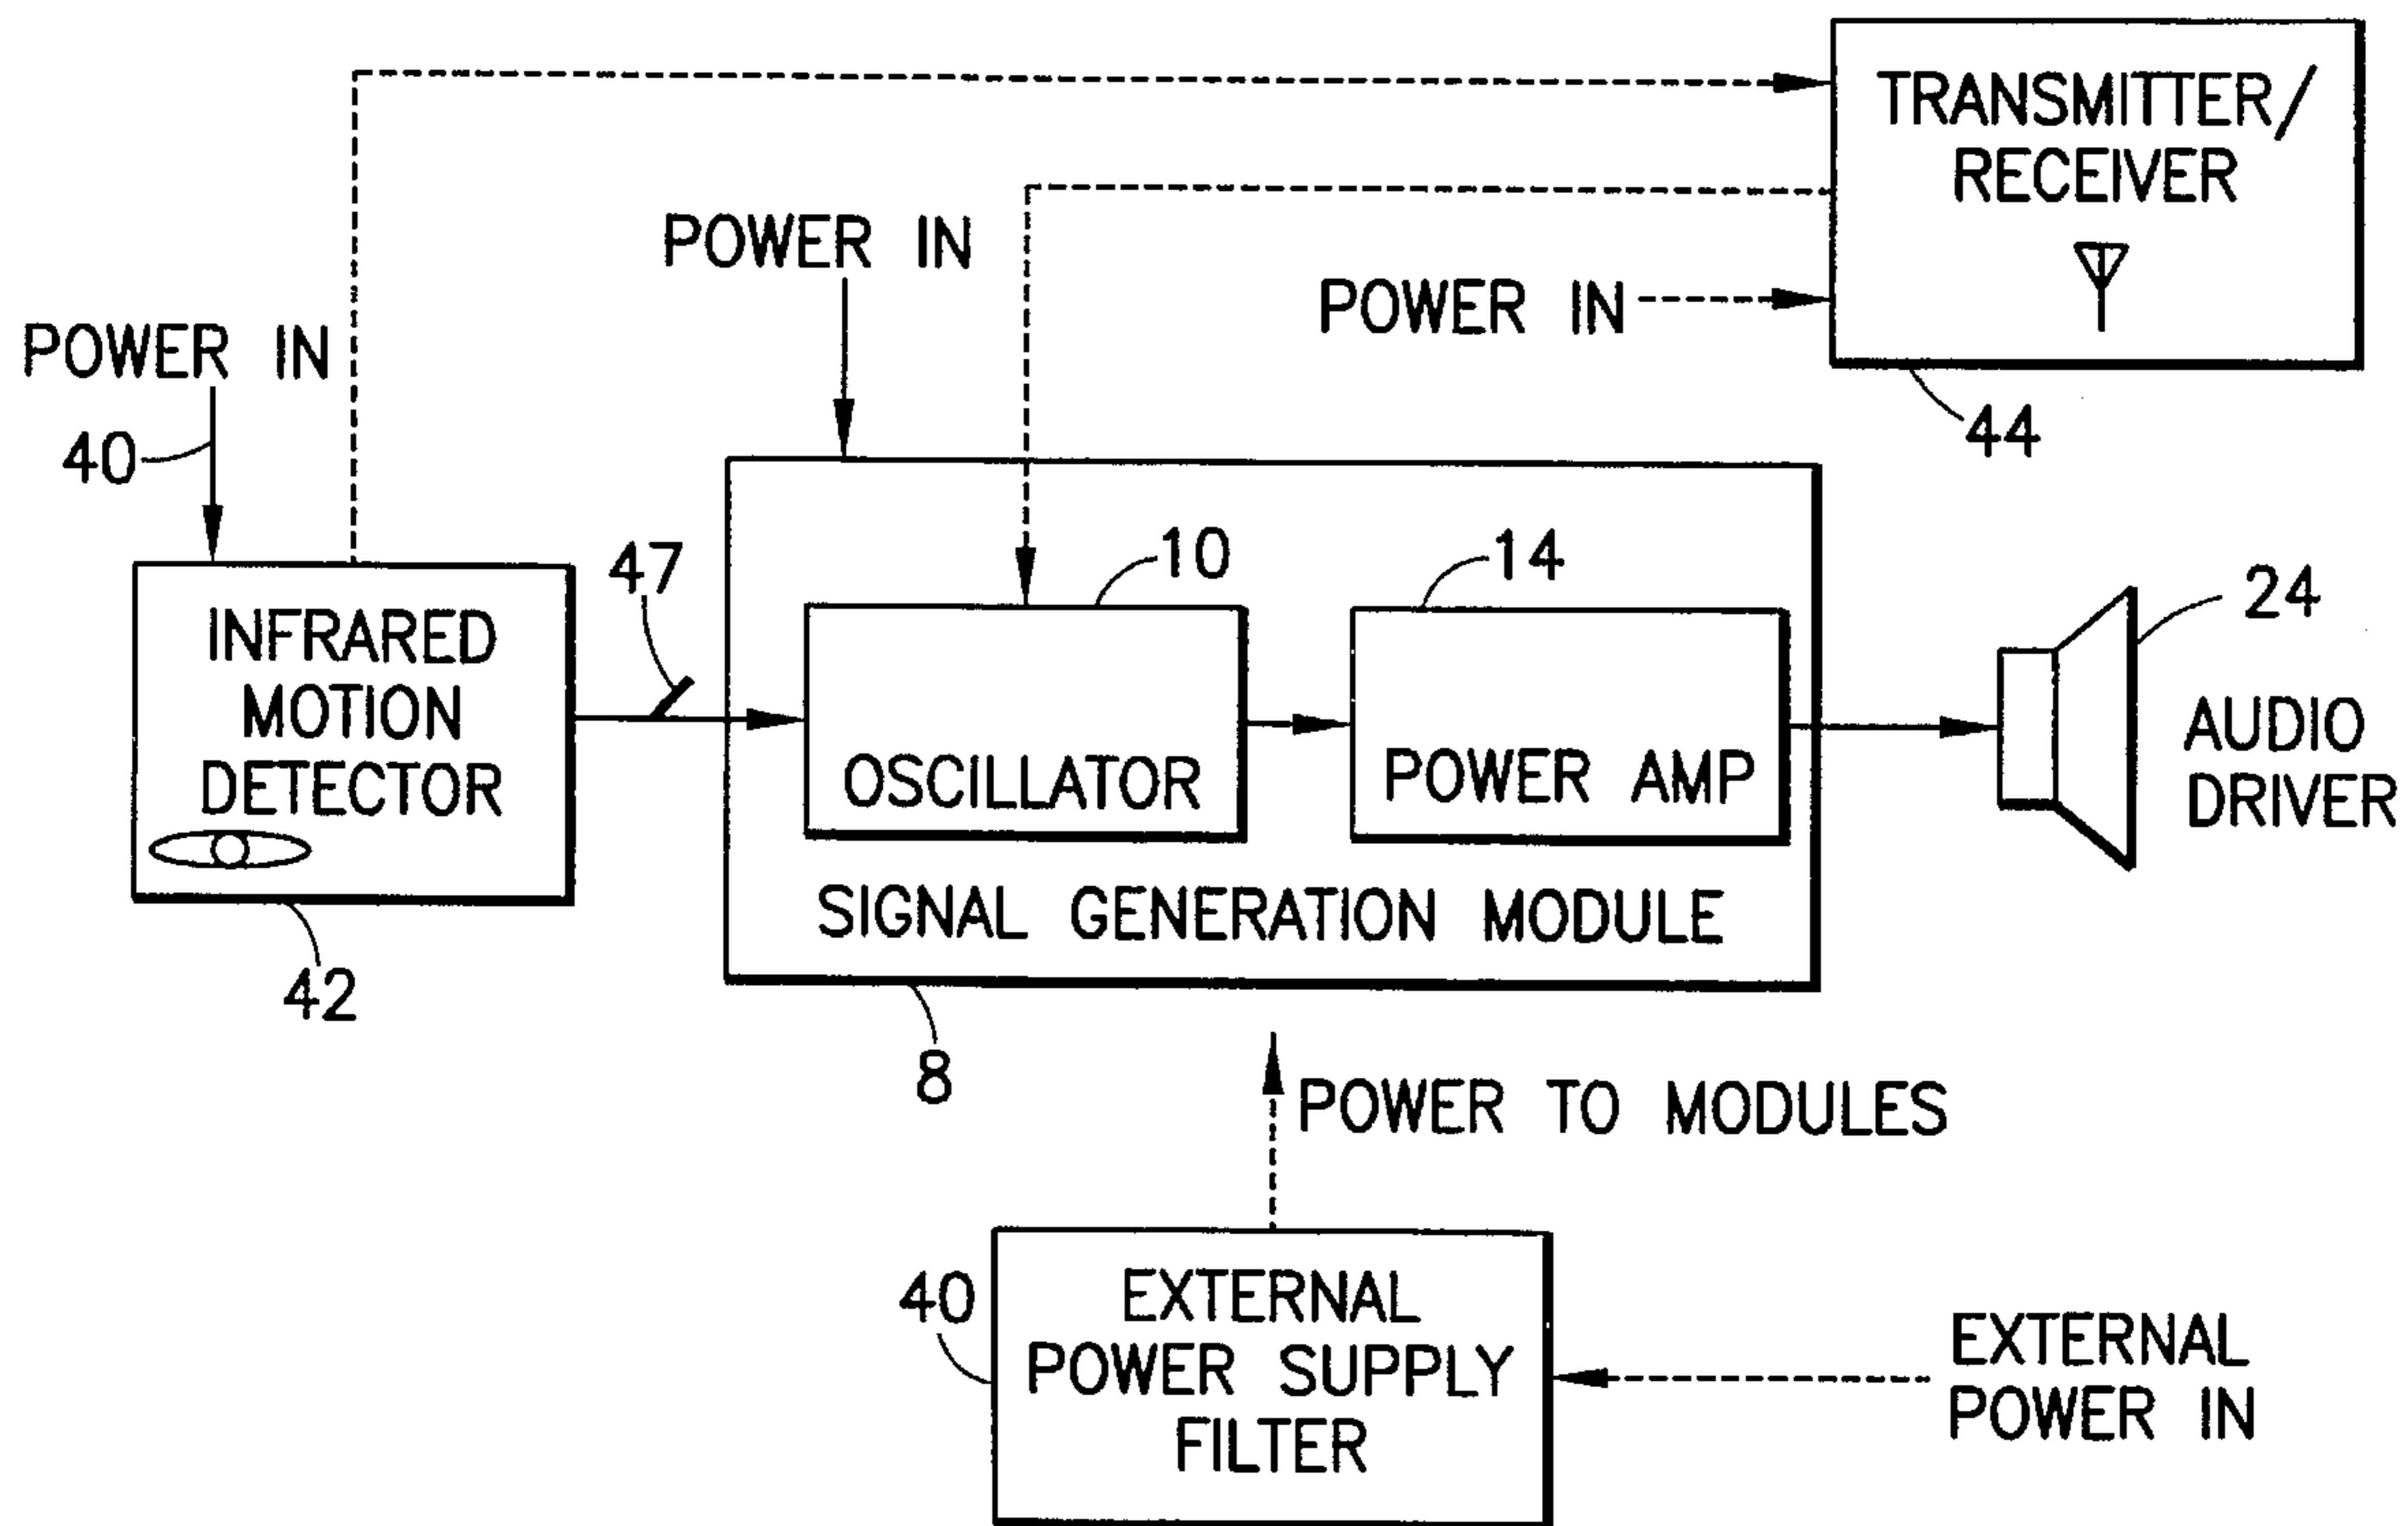 TRANSMITTER/
RECEIVER
44
POWER IN
POWER IN
POWER IN
40
INFRARED
MOTION
DETECTOR
42
47
10
OSCILLATOR
14
POWER AMP
SIGNAL GENERATION MODULE
8
24
AUDIO
DRIVER
POWER TO MODULES
40
EXTERNAL
POWER SUPPLY
FILTER
EXTERNAL
POWER IN